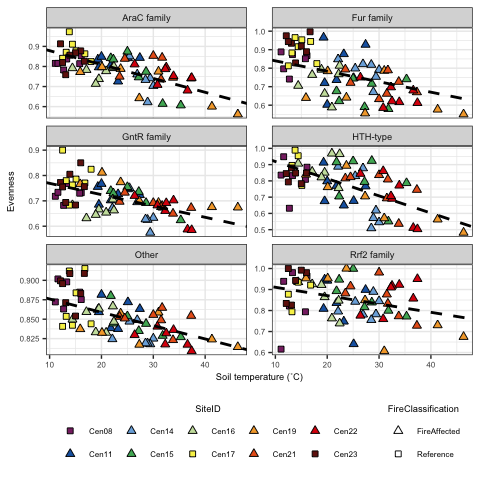 AraC family
Fur family
0.9
0.8
0.7
0.6
1.0
0.9
0.8
0.7
0.6
GntR family
HTH-type
0.9
0.8
0.7
0.6
1.0
0.9
0.8
0.7
0.6
0.5
Other
Rrf2 family
0.900
0.875
0.850
0.825
1.0
0.9
0.8
0.7
0.6
Evenness
10 20 30 40
10 20 30 40
Soil temperature (˚C)
SiteID
FireClassification
Cen08 Cen14 Cen16 Cen19 Cen22 FireAffected
Cen11 Cen15 Cen17 Cen21 Cen23 Reference